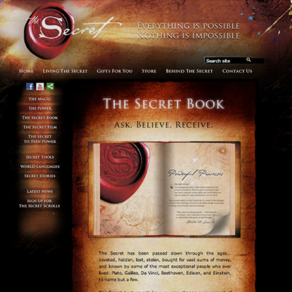 The Secret
Everything is possible
Nothing is impossible
Search site
Home Living The Secret Gifts For You Store Behind The Secret Contact Us
The Magic
The Power
The Secret Book
The Secret Film
The Secret
to Teen Power
Secret Tools
World Languages
Secret Stories
Latest News
Sign Up For
The Secret Scrolls
The Secret Book
Ask. Believe. Receive.
The Secret has been passed down through the ages,
coveted, hidden, lost, stolen, bought for vast sums of money,
and known by some of the most exceptional people who ever
lived: Plato, Galileo, Da Vinci, Beethoven, Edison, and Einstein,
to name but a few.